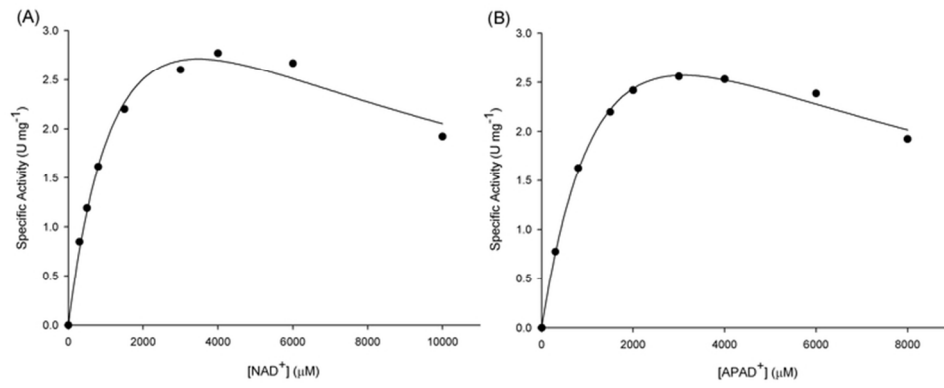 (A)
3.0
2.5
2.0
1.5
1.0
0.5
0.0
Specific Activity (U mg-1)
0 2000 4000 6000 8000 10000
[NAD+] (μM)
(B)
3.0
2.5
2.0
1.5
1.0
0.5
0.0
Specific Activity (U mg-1)
0 2000 4000 6000 8000
[APAD+] (μM)